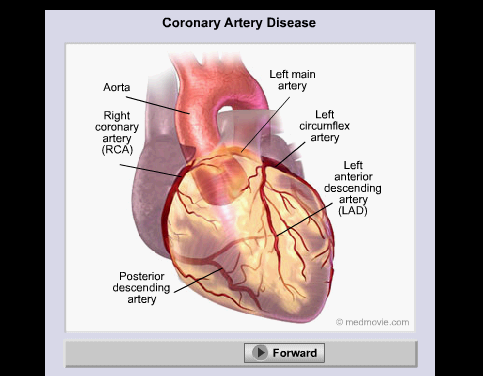 Coronary Artery Disease
Aorta
Right
coronary
artery
(RCA)
Left main
artery
Left
circumflex
artery
Left
anterior
descending
artery
(LAD)
Posterior
descending
artery
© medmovie.com
Forward